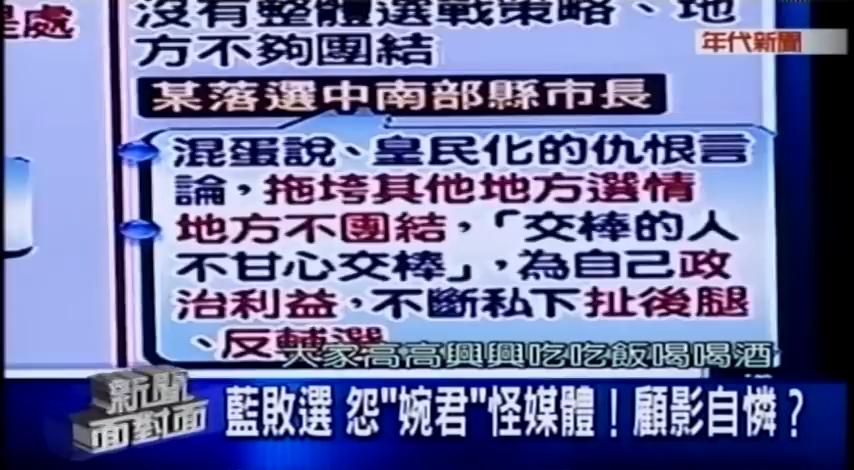 是處
沒有整體選戰策略、地
方不夠團結
年代新聞
某落選中南部縣市長
混蛋說、皇民化的仇恨言
論，拖垮其他地方選情
地方不團結，「交棒的人
不甘心交棒」，為自己政
治利益，不斷私下扯後腿
、反輔選
大家高高興興吃吃飯喝喝酒
新聞
面對面
藍敗選 怨"婉君"怪媒體！顧影自憐？